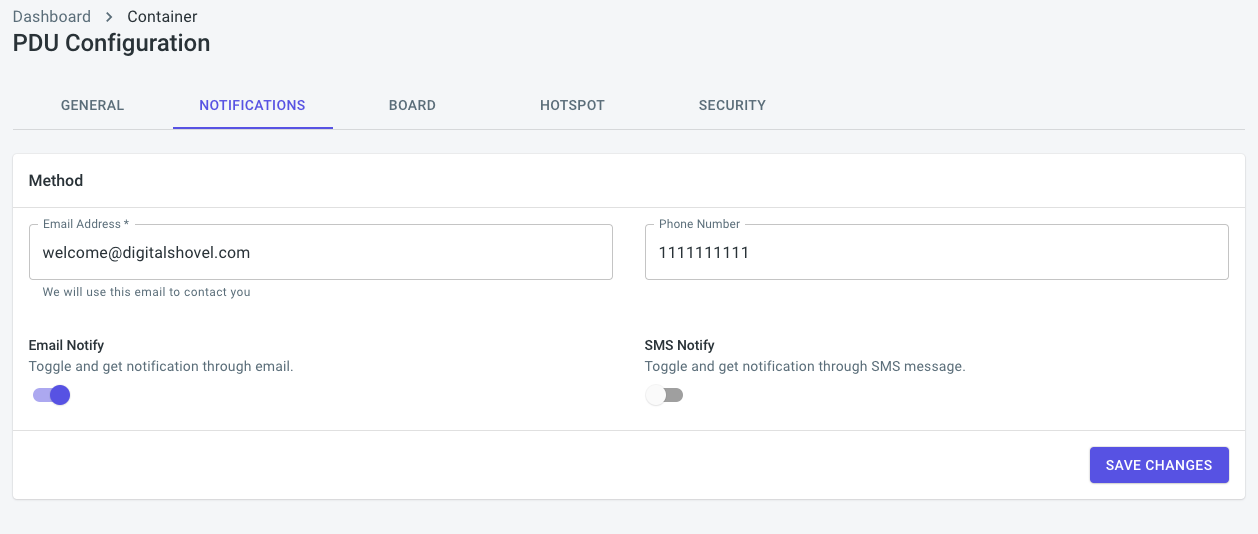 Dashboard > Container
PDU Configuration
GENERAL NOTIFICATIONS BOARD HOTSPOT SECURITY
Method
Email Address * Phone Number
welcome@digitalshovel.com 1111111111
We will use this email to contact you
Email Notify SMS Notify
Toggle and get notification through email. Toggle and get notification through SMS message.
SAVE CHANGES